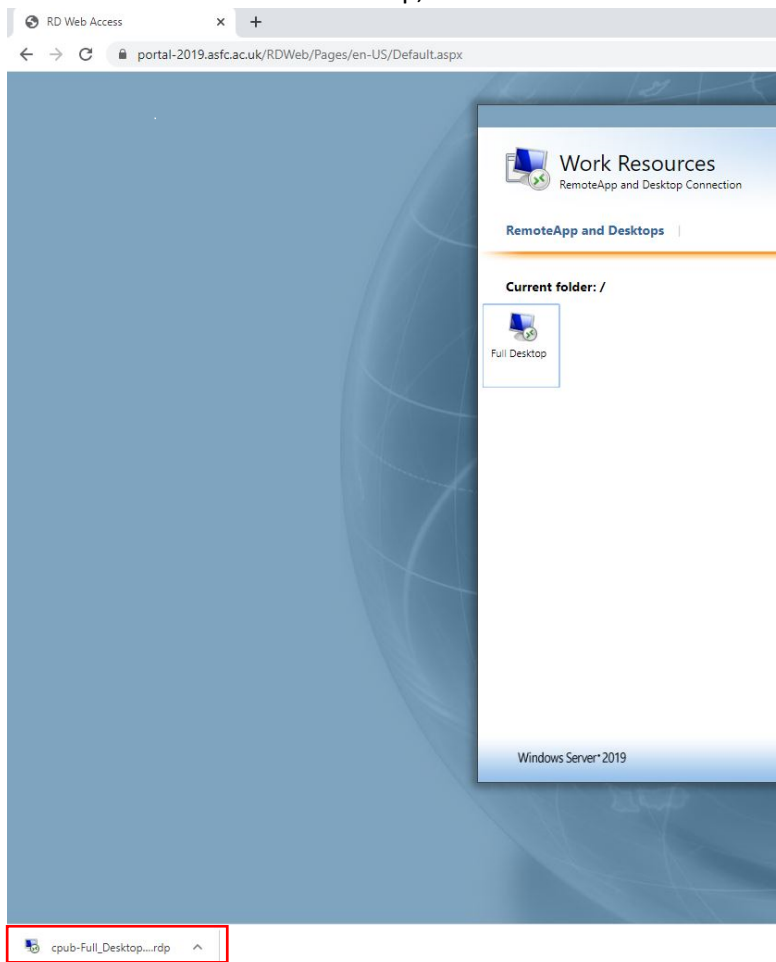 RD Web Access
portal-2019.asfc.ac.uk/RDWeb/Pages/en-US/Default.aspx
Work Resources
RemoteApp and Desktop Connection
RemoteApp and Desktops |
Current folder: /
Full Desktop
Windows Server 2019
cpub-Full_Desktop....rdp